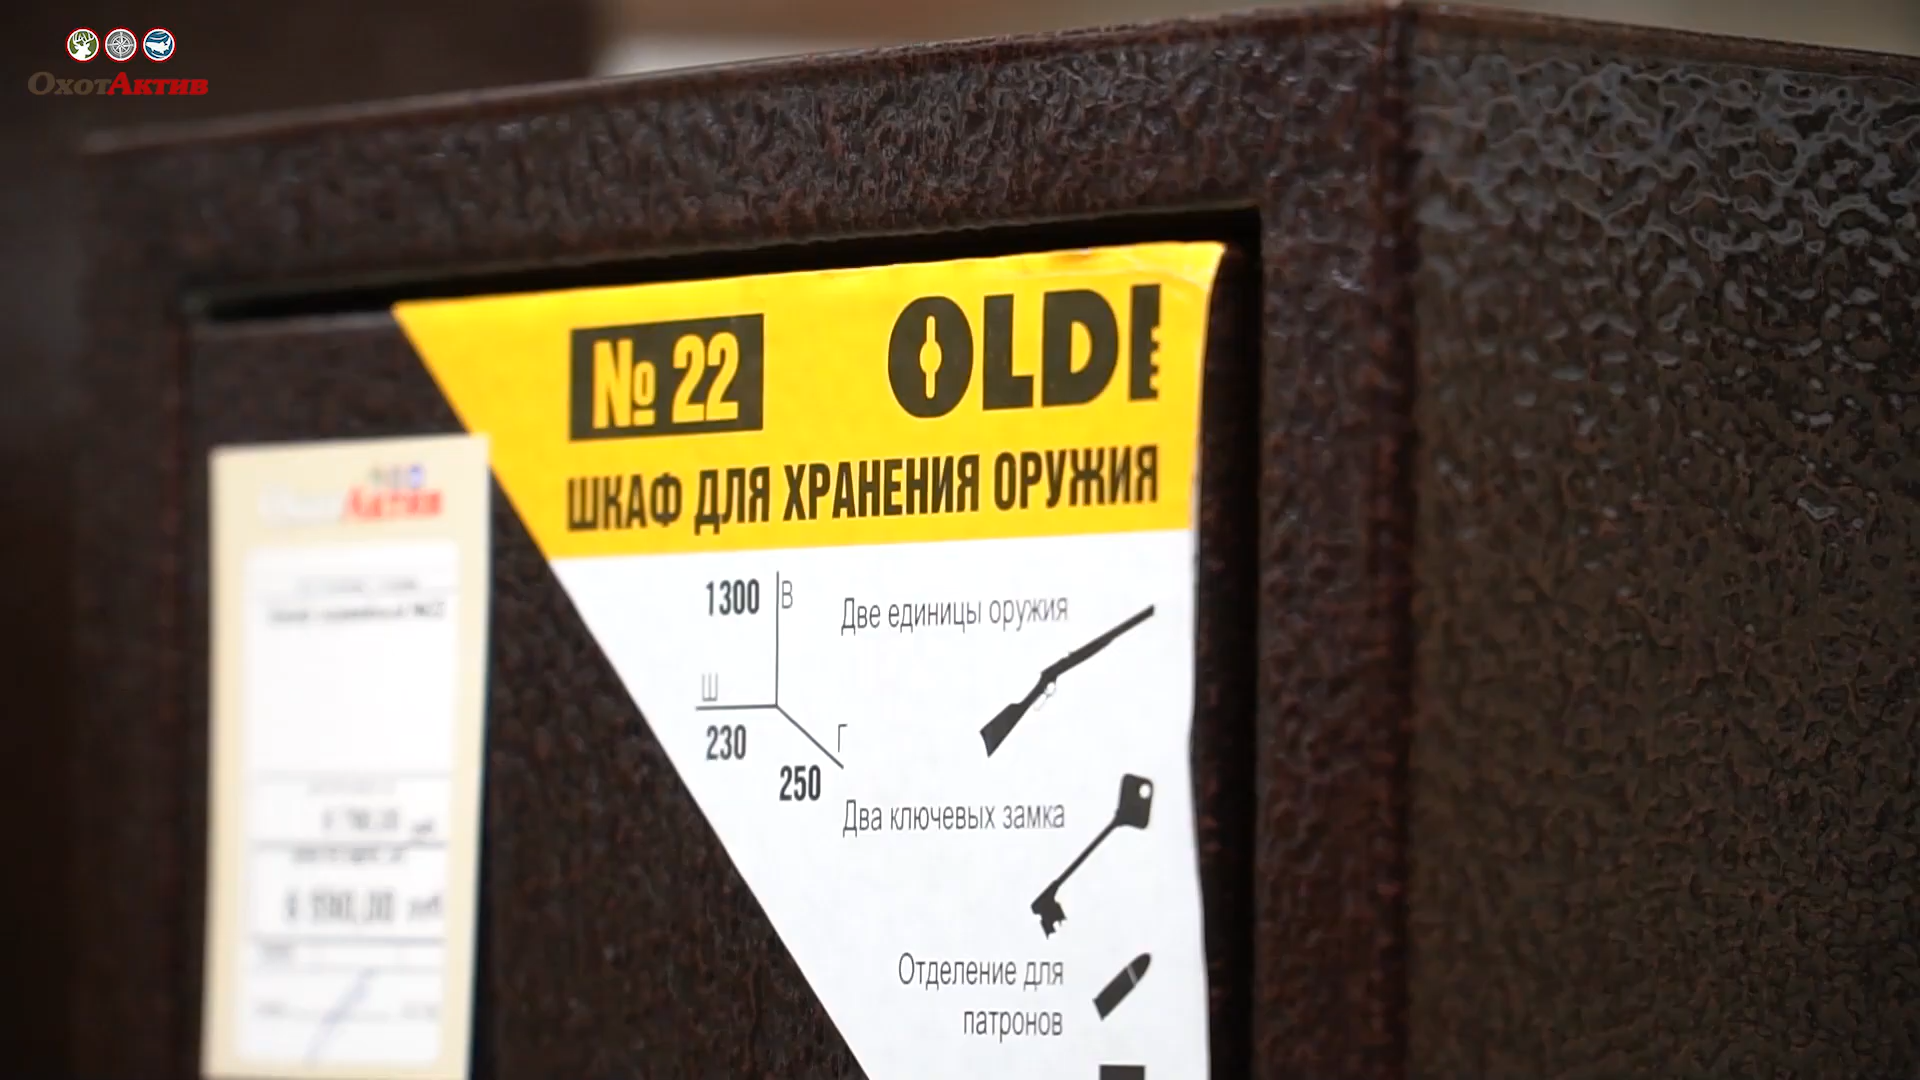 ОхотАктив
№ 22
OLDI
ШКАФ ДЛЯ ХРАНЕНИЯ ОРУЖИЯ
1300 В
Две единицы оружия
Ш
230
Г
250
Два ключевых замка
Отделение для
патронов
Актив